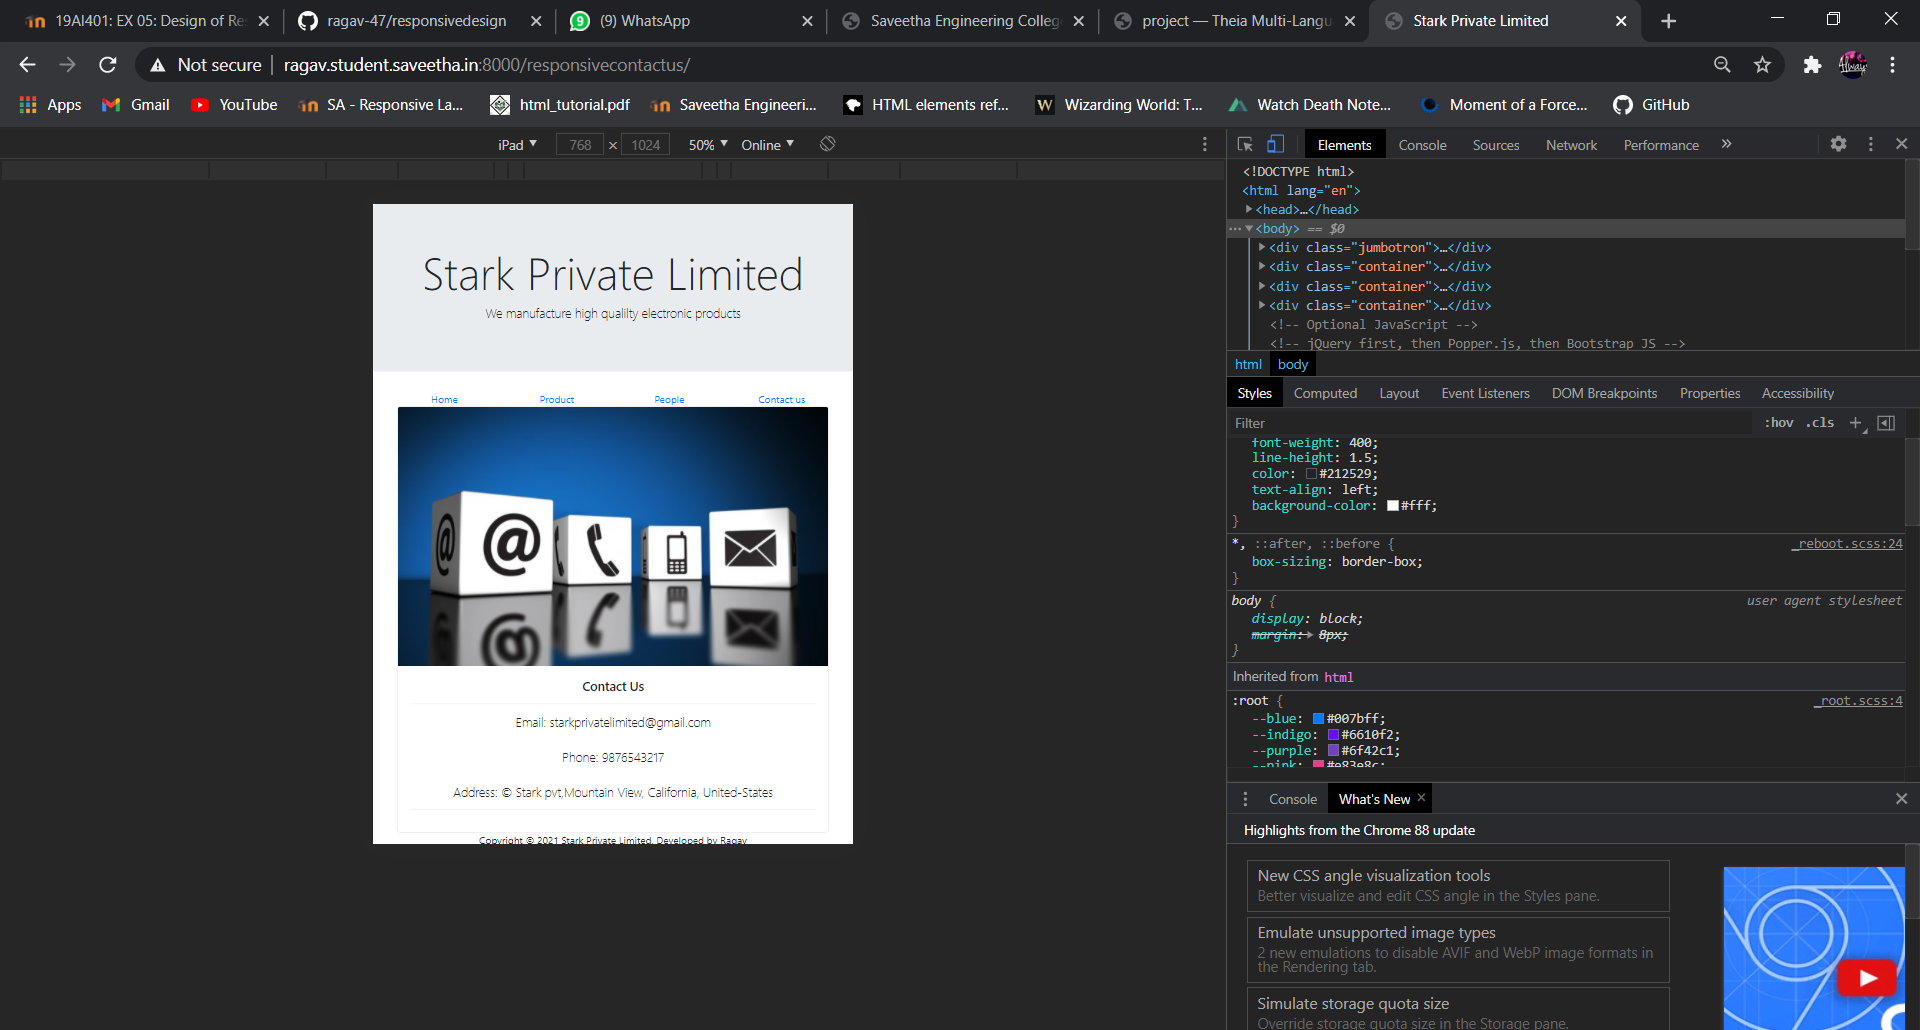 19AI401: EX 05: Design of Res
ragav-47/responsivedesign
9 (9) WhatsApp
Saveetha Engineering Colleg
project — Theia Multi-Langu
Stark Private Limited
Not secure ragav.student.saveetha.in:8000/responsivecontactus/
Apps
Gmail
YouTube
SA - Responsive La...
html_tutorial.pdf
Saveetha Engineeri...
HTML elements ref...
W Wizarding World: T...
Watch Death Note...
Moment of a Force...
GitHub
iPad 768 × 1024 50% Online
Elements Console Sources Network Performance »
Stark Private Limited
We manufacture high qualilty electronic products
Home Product People Contact us
@ @
@
Contact Us
Email: starkprivatelimited@gmail.com
Phone: 9876543217
Address: © Stark pvt,Mountain View, California, United-States
Copyright © 2021 Stark Private Limited. Developed by Ragav
<!DOCTYPE html>
<html lang="en">
<head>…</head>
<body> == $0
<div class="jumbotron">…</div>
<div class="container">…</div>
<div class="container">…</div>
<div class="container">…</div>
<!-- Optional JavaScript -->
<!-- jQuery first, then Popper.js, then Bootstrap JS -->
html body
Styles Computed Layout Event Listeners DOM Breakpoints Properties Accessibility
Filter :hov .cls +
font-weight: 400;
line-height: 1.5;
color: #212529;
text-align: left;
background-color: #fff;
}
*, ::after, ::before { _reboot.scss:24
box-sizing: border-box;
}
body { user agent stylesheet
display: block;
margin: 8px;
}
Inherited from html
:root { _root.scss:4
--blue: #007bff;
--indigo: #6610f2;
--purple: #6f42c1;
--pink: #e83e8c;
Console What's New
Highlights from the Chrome 88 update
New CSS angle visualization tools
Better visualize and edit CSS angle in the Styles pane.
Emulate unsupported image types
2 new emulations to disable AVIF and WebP image formats in
the Rendering tab.
Simulate storage quota size
Override storage quota size in the Storage pane.